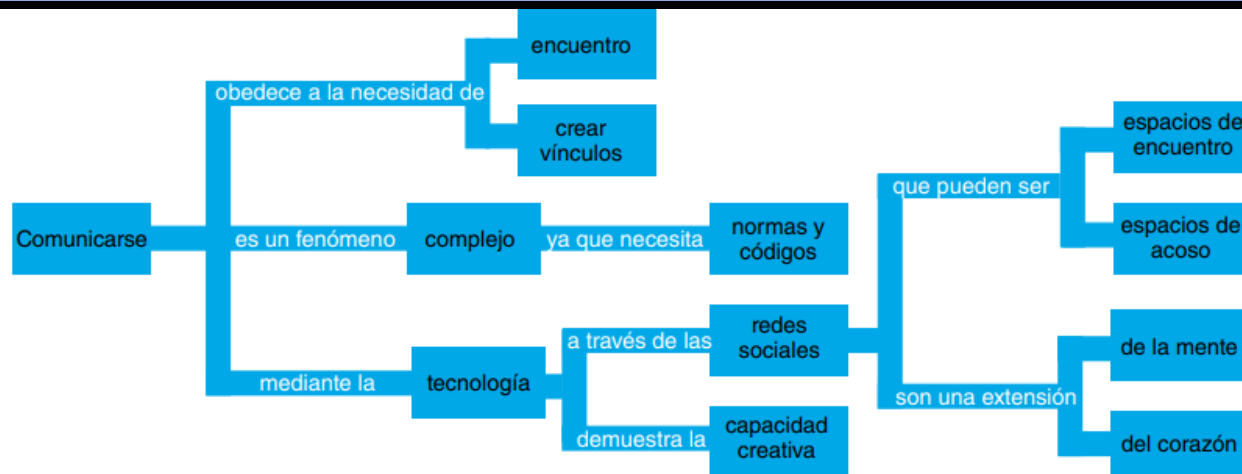 Comunicarse
obedece a la necesidad de
encuentro
crear
vínculos
es un fenómeno
complejo
ya que necesita
normas y
códigos
mediante la
tecnología
a través de las
redes
sociales
que pueden ser
espacios de
encuentro
espacios de
acoso
son una extensión
de la mente
del corazón
demuestra la
capacidad
creativa